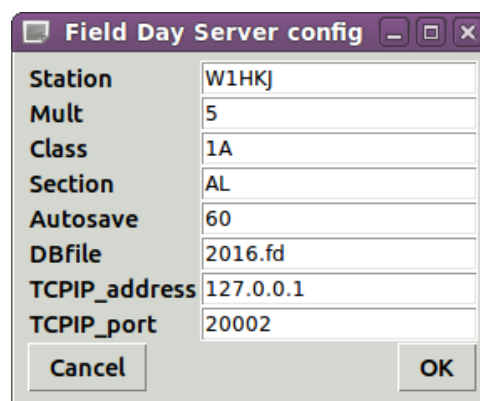 Field Day Server config
Station W1HKJ
Mult 5
Class 1A
Section AL
Autosave 60
DBfile 2016.fd
TCPIP_address 127.0.0.1
TCPIP_port 20002
Cancel OK